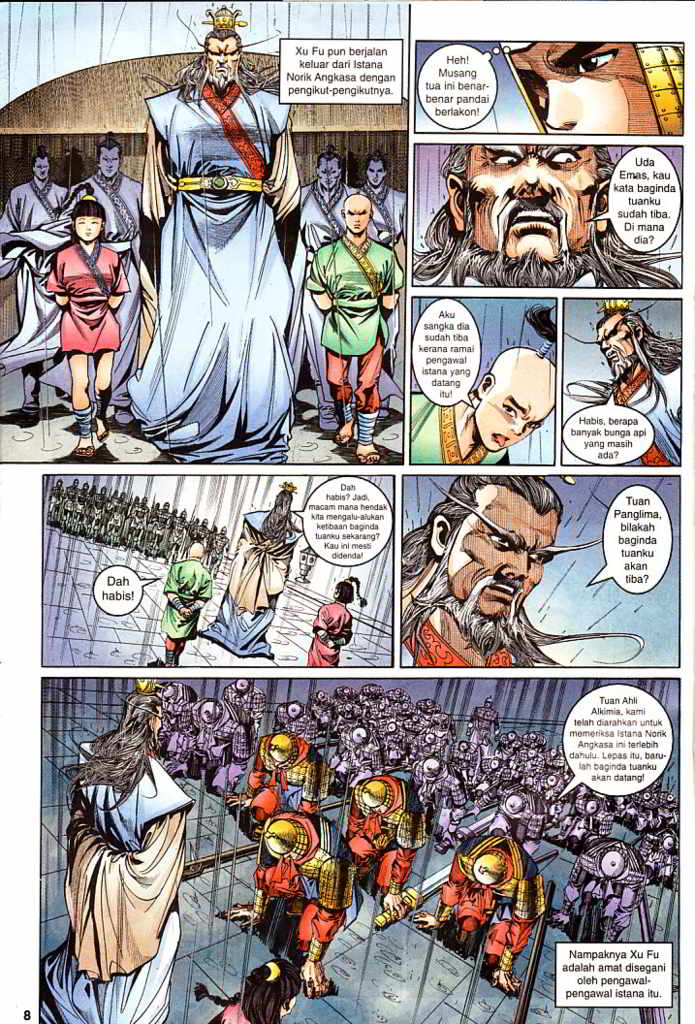 Xu Fu pun berjalan
keluar dari Istana
Norik Angkasa dengan
pengikut-pengikutnya.
Heh!
Musang
tua ini benar-
benar pandai
berlakon!
Uda
Emas, kau
kata baginda
tuanku
sudah tiba.
Di mana
dia?
Aku
sangka dia
sudah tiba
kerana ramai
pengawal
istana yang
datang
itu!
Habis, berapa
banyak bunga api
yang masih
ada?
Dah
habis? Jadi,
macam mana hendak
kita mengalu-alukan
ketibaan baginda
tuanku sekarang?
Kau ini mesti
didenda!
Dah
habis!
Tuan
Panglima,
bilakah
baginda
tuanku
akan
tiba?
Tuan Ahli
Alkimia, kami
telah diarahkan untuk
memeriksa Istana Norik
Angkasa ini terlebih
dahulu. Lepas itu, baru-
lah baginda tuanku
akan datang!
Nampaknya Xu Fu
adalah amat disegani
oleh pengawal-
pengawal istana itu.
8